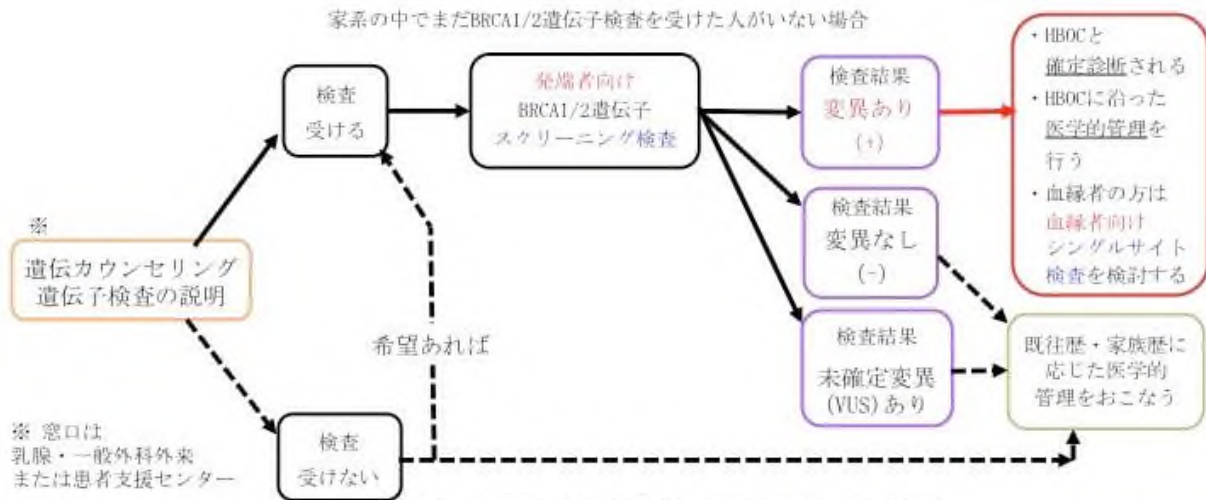 家系の中でまだBRCA1/2遺伝子検査を受けた人がいない場合
※
遺伝カウンセリング
遺伝子検査の説明
検査
受ける
発端者向け
BRCA1/2遺伝子
スクリーニング検査
検査結果
変異あり
(+)
・HBOCと
確定診断される
・HBOCに沿った
医学的管理を
行う
・血縁者の方は
血縁者向け
シングルサイト
検査を検討する
検査結果
変異なし
(-)
検査結果
未確定変異
(VUS)あり
既往歴・家族歴に
応じた医学的
管理をおこなう
希望あれば
検査
受けない
※ 窓口は
乳腺・一般外科外来
または患者支援センター